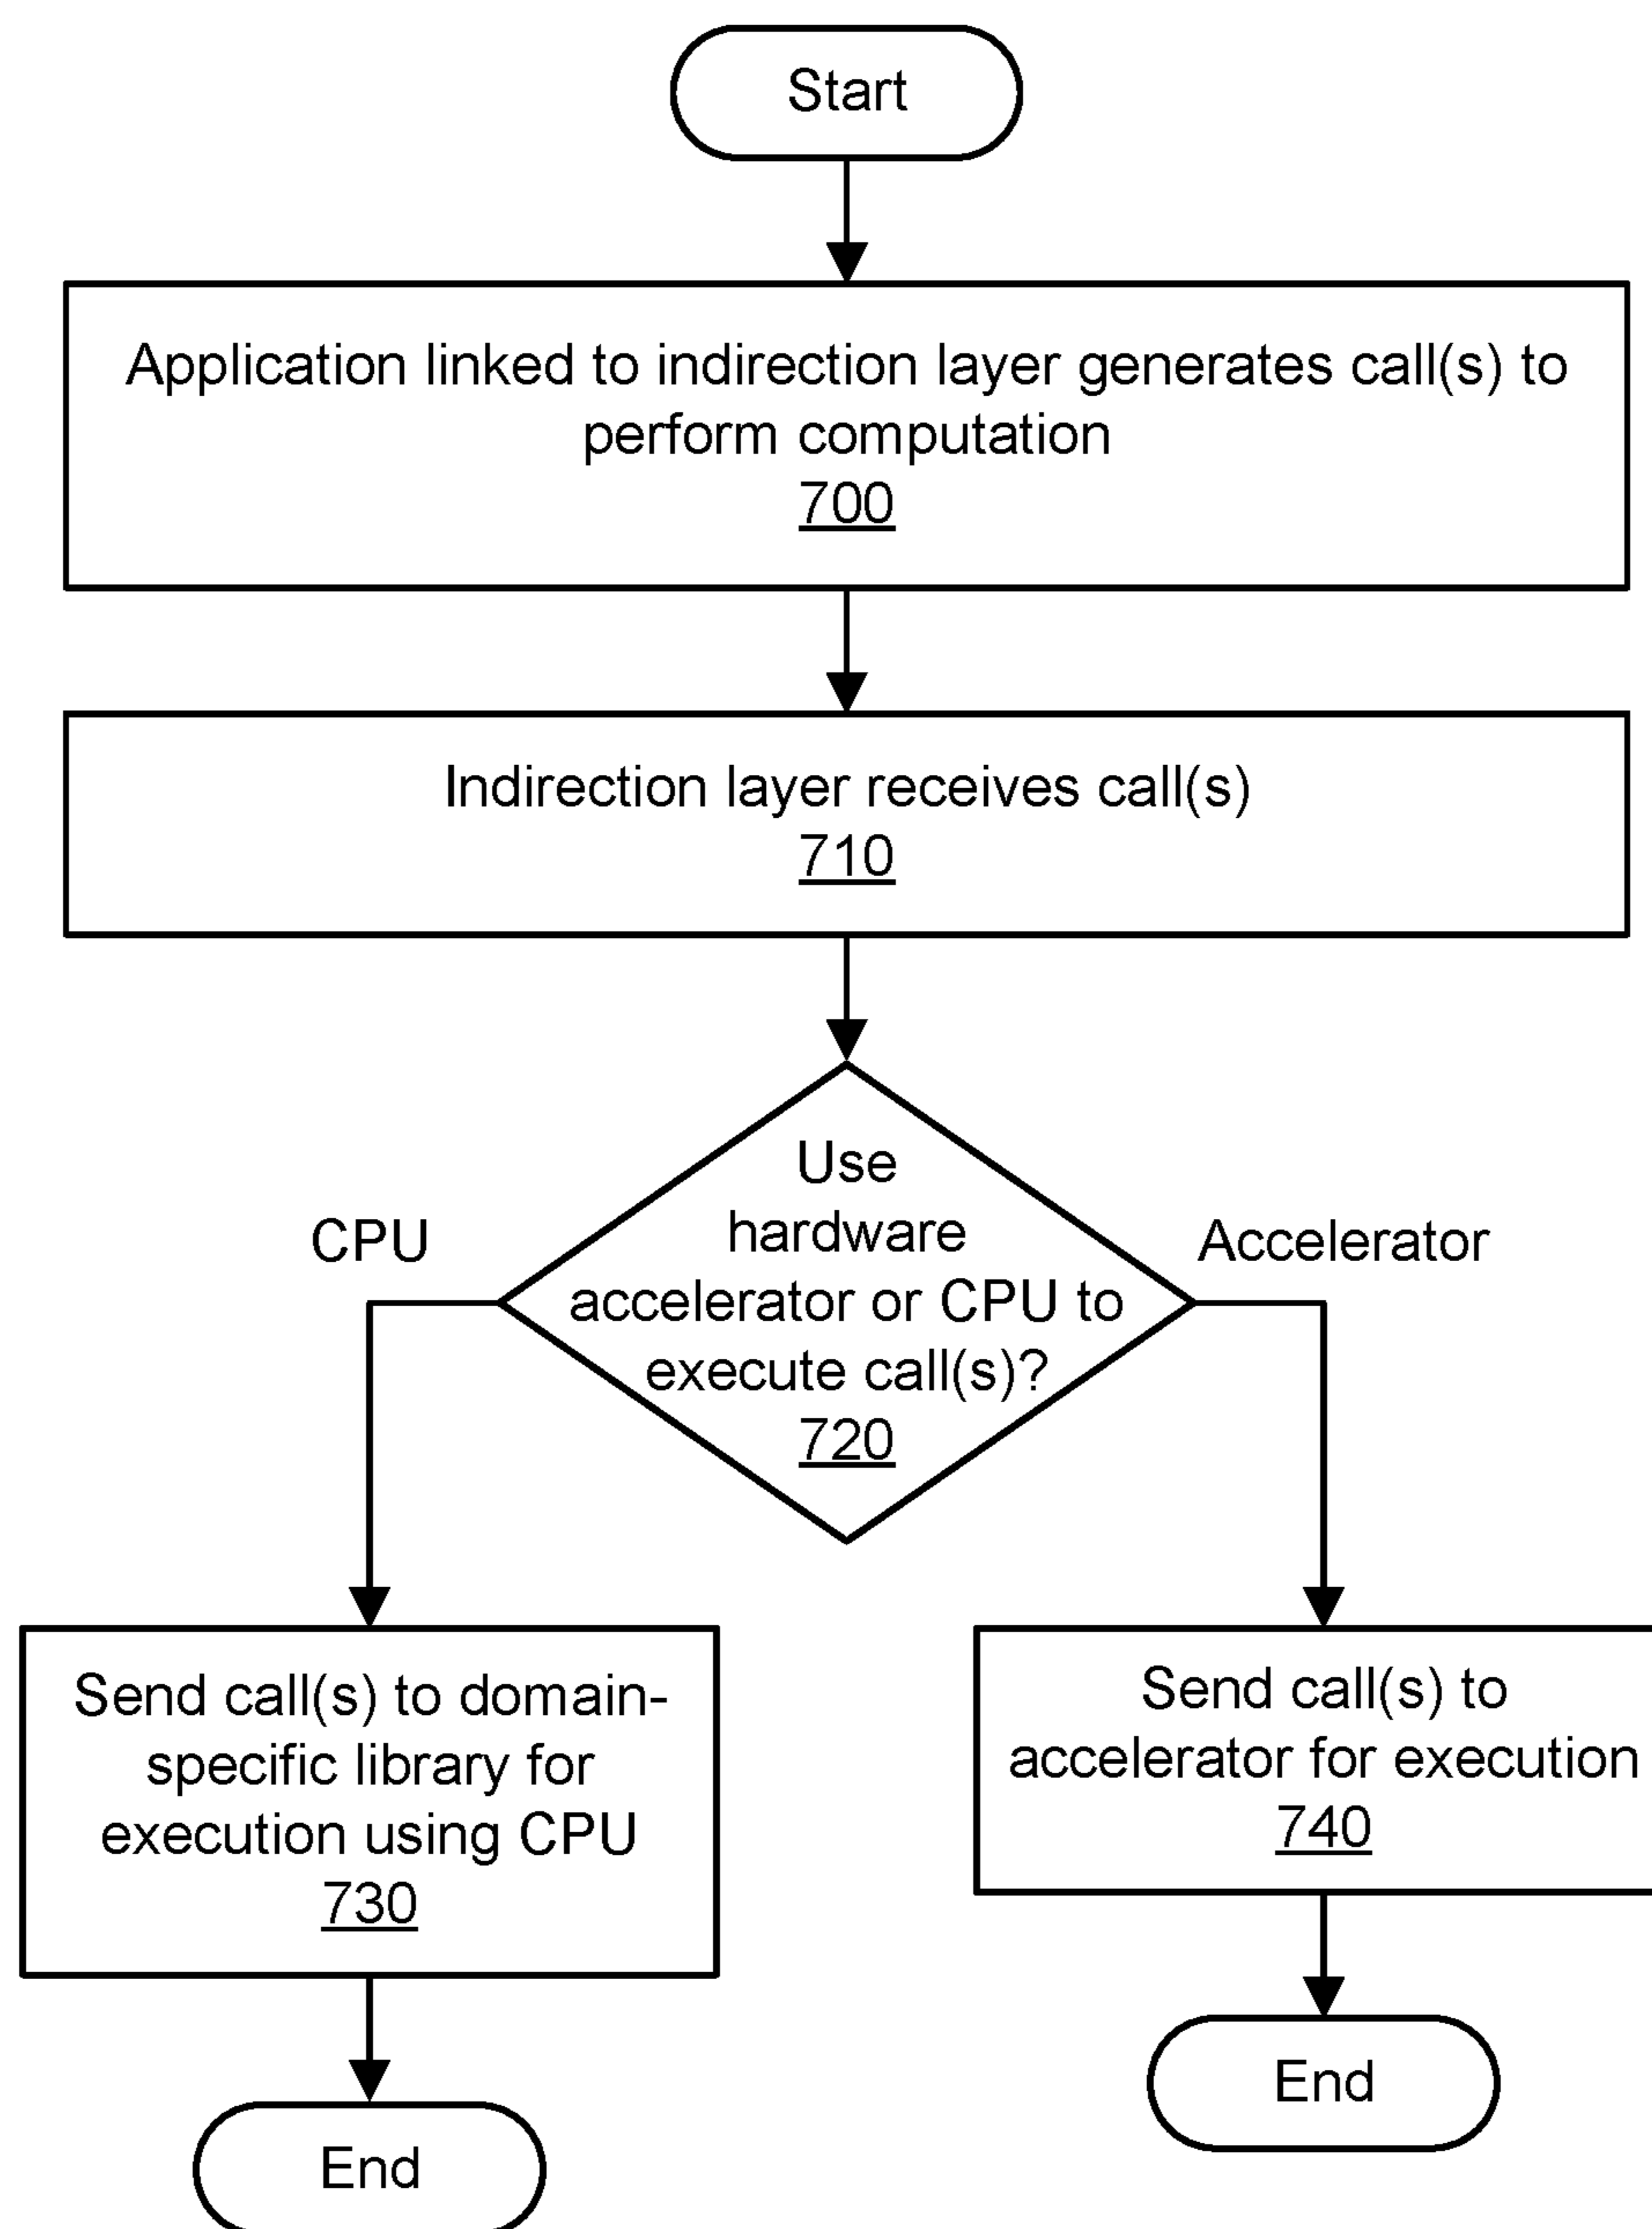 Start
Application linked to indirection layer generates call(s) to
perform computation
700
Indirection layer receives call(s)
710
Use
hardware
accelerator or CPU to
execute call(s)?
720
CPU
Accelerator
Send call(s) to domain-
specific library for
execution using CPU
730
Send call(s) to
accelerator for execution
740
End
End